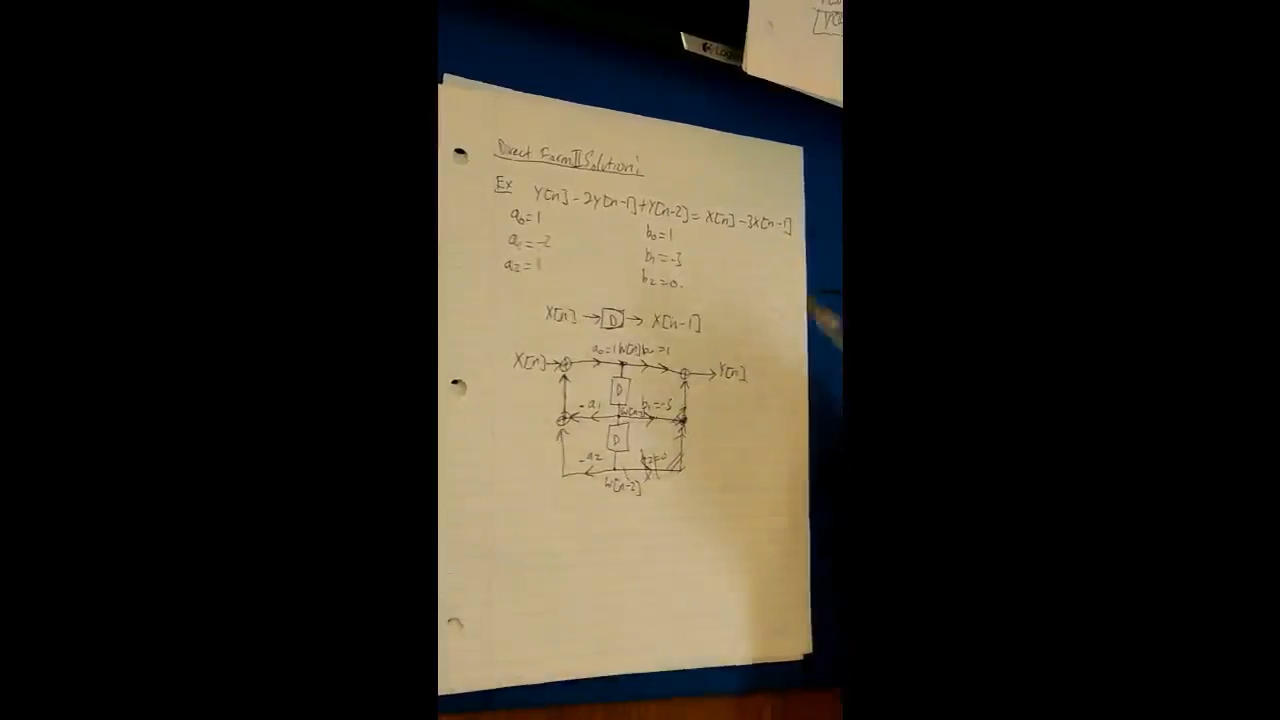 Direct Form II Solution:
Ex Y[n] - 2Y[n-1] + Y[n-2] = X[n] - 3X[n-1]
a0 = 1 b0 = 1
a1 = -2 b1 = -3
a2 = 1 b2 = 0.
X[n] → D → X[n-1]
a0 = 1 W[n] b0 = 1
X[n] + + Y[n]
D
-a1 W[n-1] b1 = -3
D
-a2 b2 = 0
W[n-2]